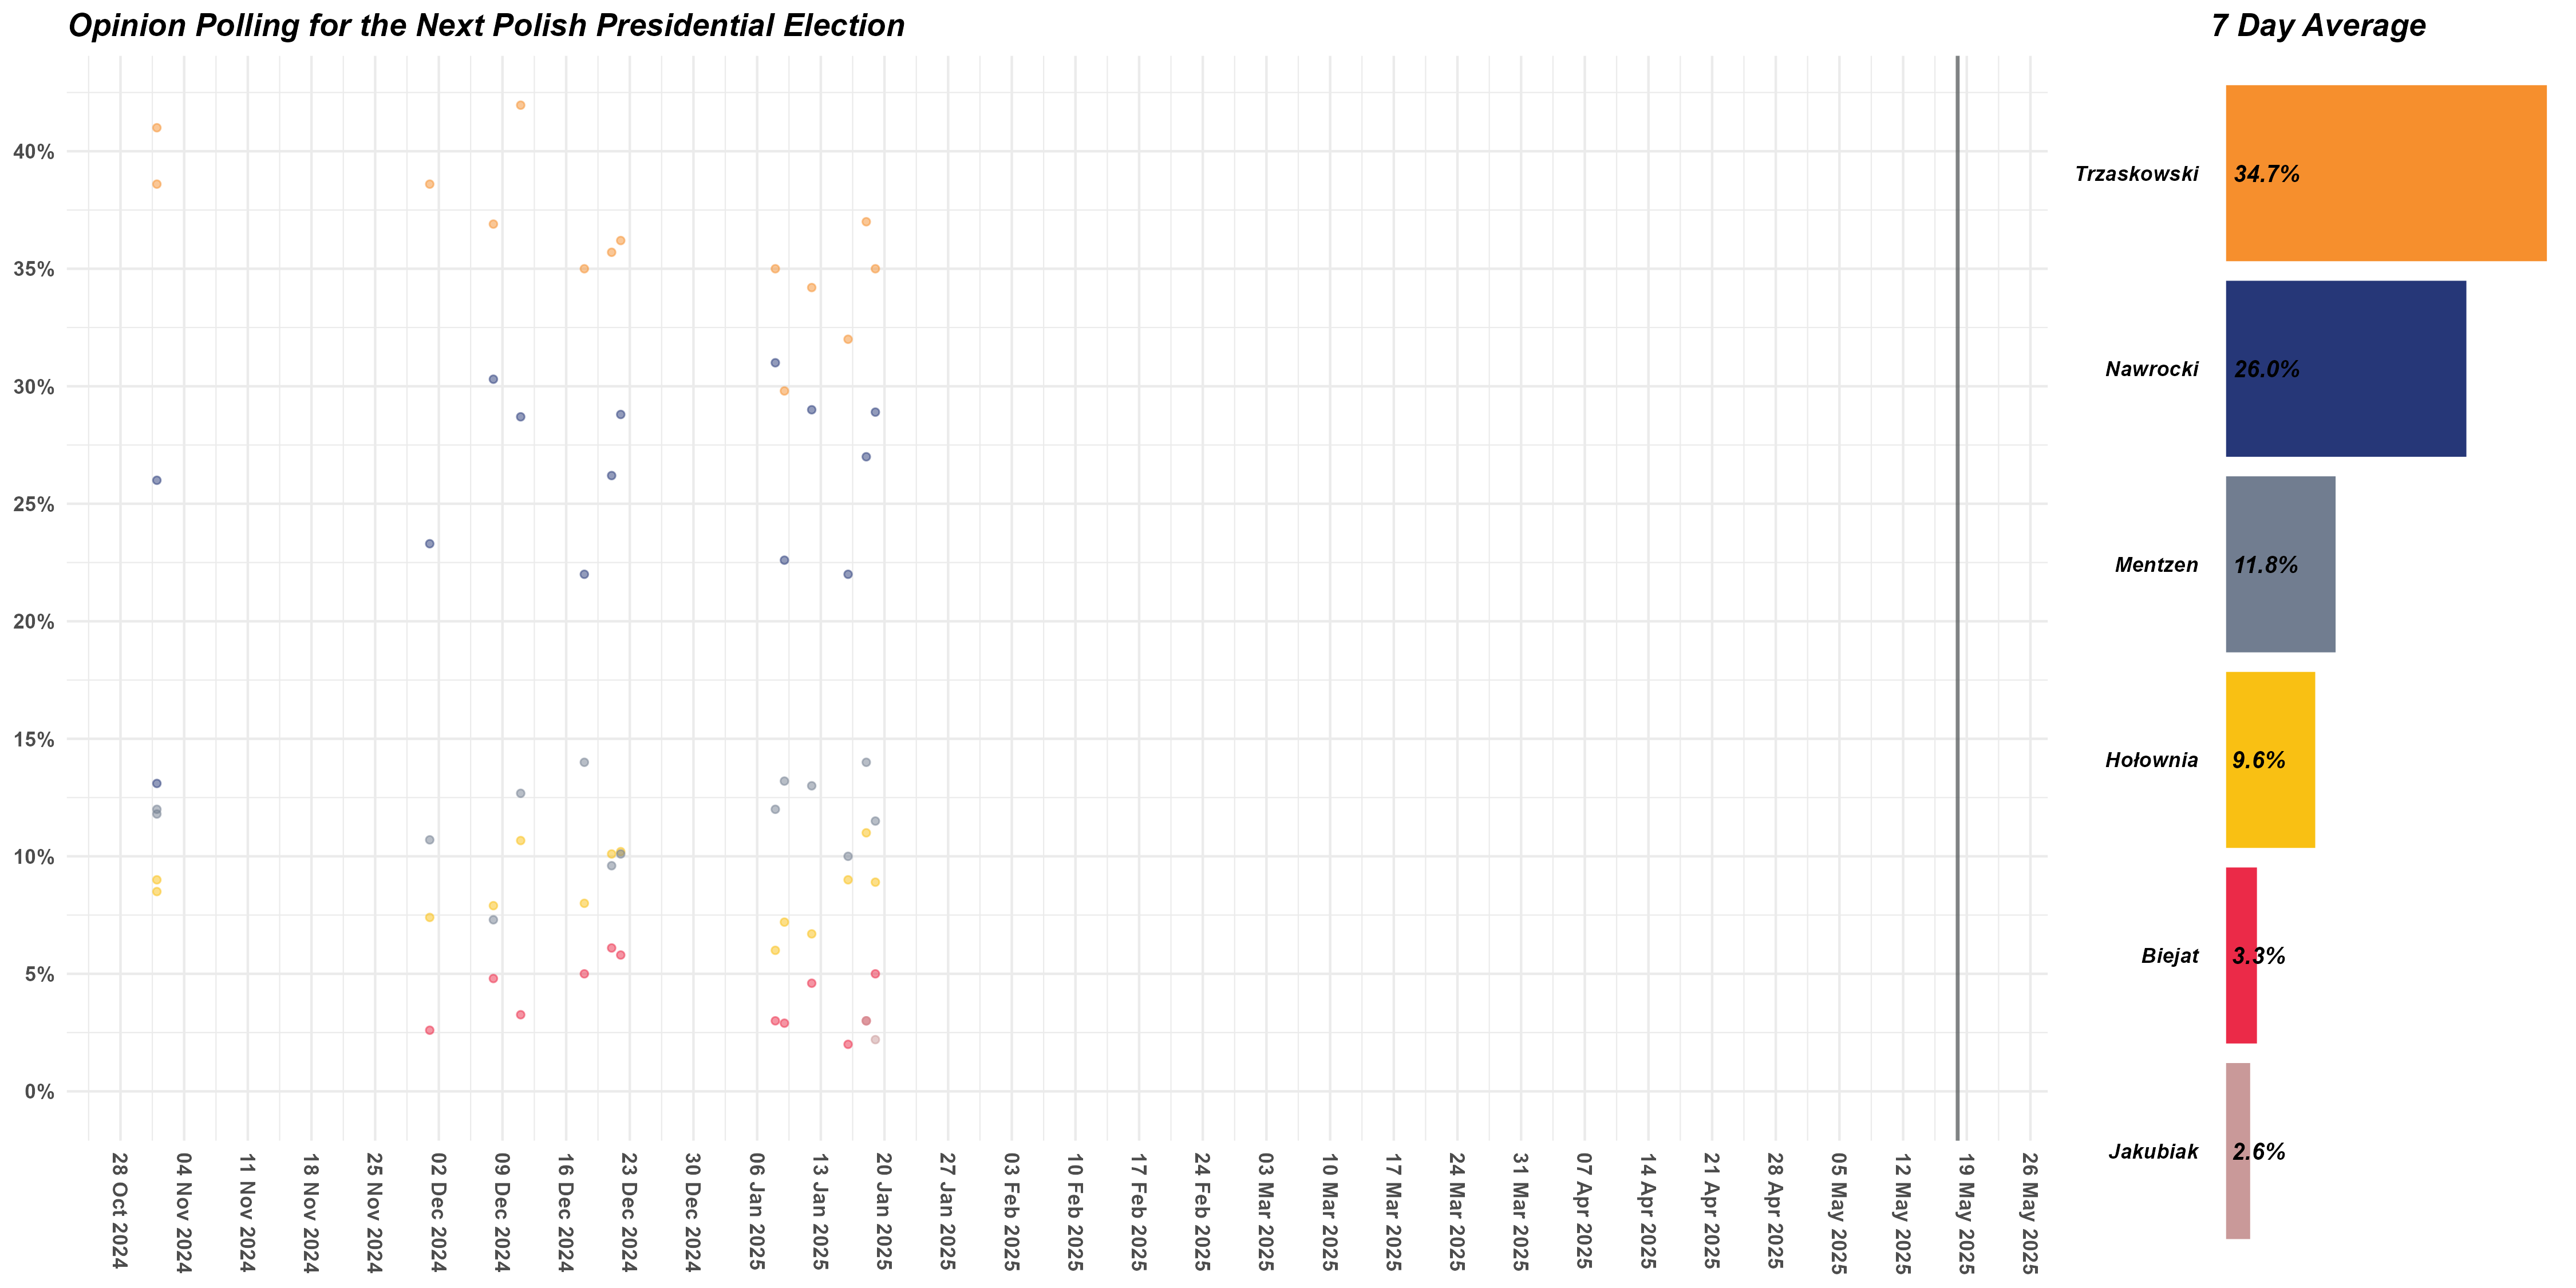 Opinion Polling for the Next Polish Presidential Election
7 Day Average
40%
35%
30%
25%
20%
15%
10%
5%
0%
28 Oct 2024
04 Nov 2024
11 Nov 2024
18 Nov 2024
25 Nov 2024
02 Dec 2024
09 Dec 2024
16 Dec 2024
23 Dec 2024
30 Dec 2024
06 Jan 2025
13 Jan 2025
20 Jan 2025
27 Jan 2025
03 Feb 2025
10 Feb 2025
17 Feb 2025
24 Feb 2025
03 Mar 2025
10 Mar 2025
17 Mar 2025
24 Mar 2025
31 Mar 2025
07 Apr 2025
14 Apr 2025
21 Apr 2025
28 Apr 2025
05 May 2025
12 May 2025
19 May 2025
26 May 2025
Trzaskowski 34.7%
Nawrocki 26.0%
Mentzen 11.8%
Hołownia 9.6%
Biejat 3.3%
Jakubiak 2.6%